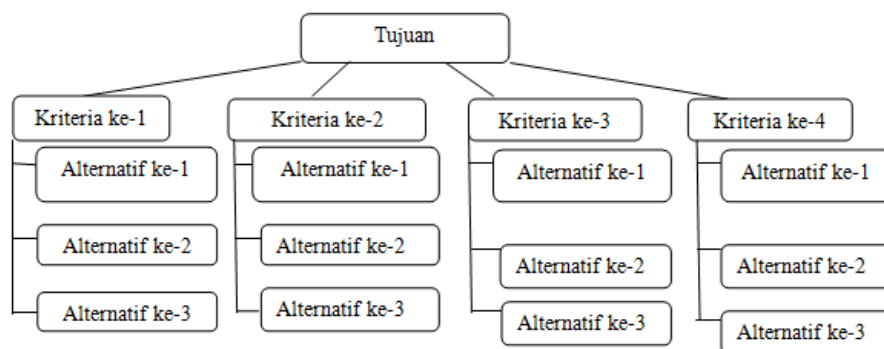 Tujuan
Kriteria ke-1
Alternatif ke-1
Alternatif ke-2
Alternatif ke-3
Kriteria ke-2
Alternatif ke-1
Alternatif ke-2
Alternatif ke-3
Kriteria ke-3
Alternatif ke-1
Alternatif ke-2
Alternatif ke-3
Kriteria ke-4
Alternatif ke-1
Alternatif ke-2
Alternatif ke-3